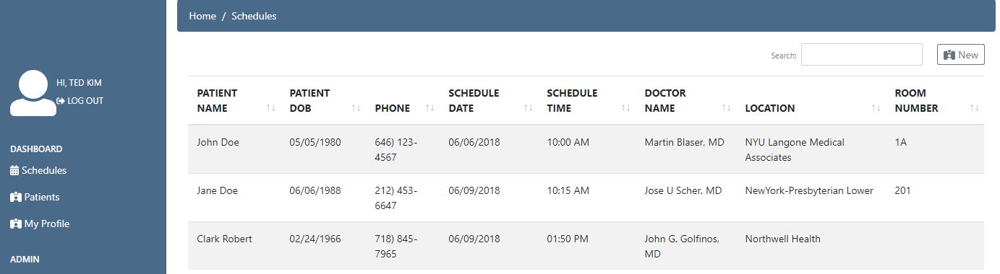 Home / Schedules
Search:
New
HI, TED KIM
LOG OUT
DASHBOARD
Schedules
Patients
My Profile
ADMIN
PATIENT NAME PATIENT DOB PHONE SCHEDULE DATE SCHEDULE TIME DOCTOR NAME LOCATION ROOM NUMBER
John Doe 05/05/1980 646) 123-4567 06/06/2018 10:00 AM Martin Blaser, MD NYU Langone Medical Associates 1A
Jane Doe 06/06/1988 212) 453-6647 06/09/2018 10:15 AM Jose U Scher, MD NewYork-Presbyterian Lower 201
Clark Robert 02/24/1966 718) 845-7965 06/09/2018 01:50 PM John G. Golfinos, MD Northwell Health